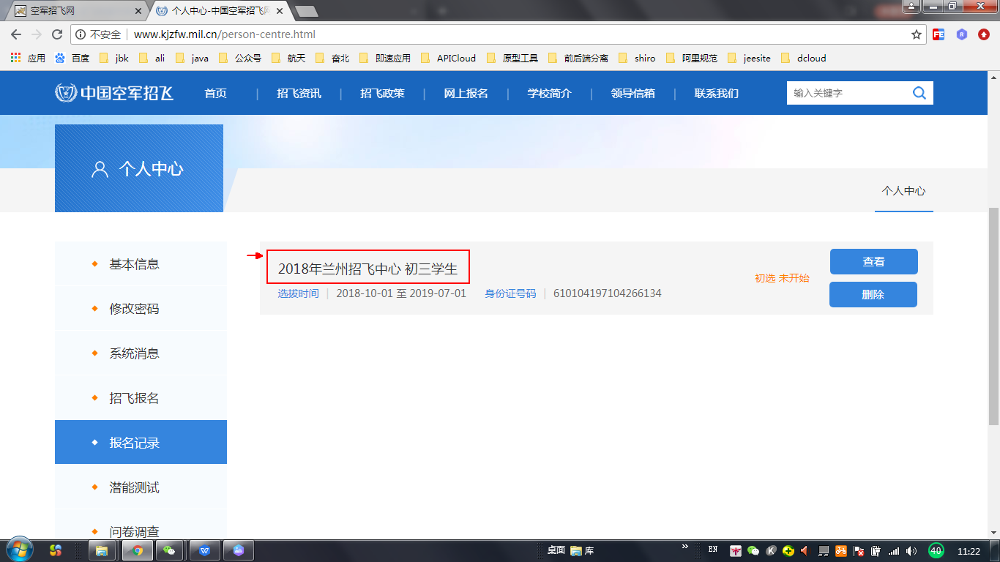 空军招飞网
个人中心-中国空军招飞网
不安全 www.kjzfw.mil.cn/person-centre.html
应用 百度 jbk ali java 公众号 航天 奋北 即速应用 APICloud 原型工具 前后端分离 shiro 阿里规范 jeesite dcloud
中国空军招飞 首页 | 招飞资讯 | 招飞政策 | 网上报名 | 学校简介 | 领导信箱 | 联系我们 输入关键字
个人中心
个人中心
基本信息
修改密码
系统消息
招飞报名
报名记录
潜能测试
问卷调查
2018年兰州招飞中心 初三学生
选拔时间 | 2018-10-01 至 2019-07-01 身份证号码 | 610104197104266134
初选 未开始
查看
删除
桌面 库 » EN 40 11:22